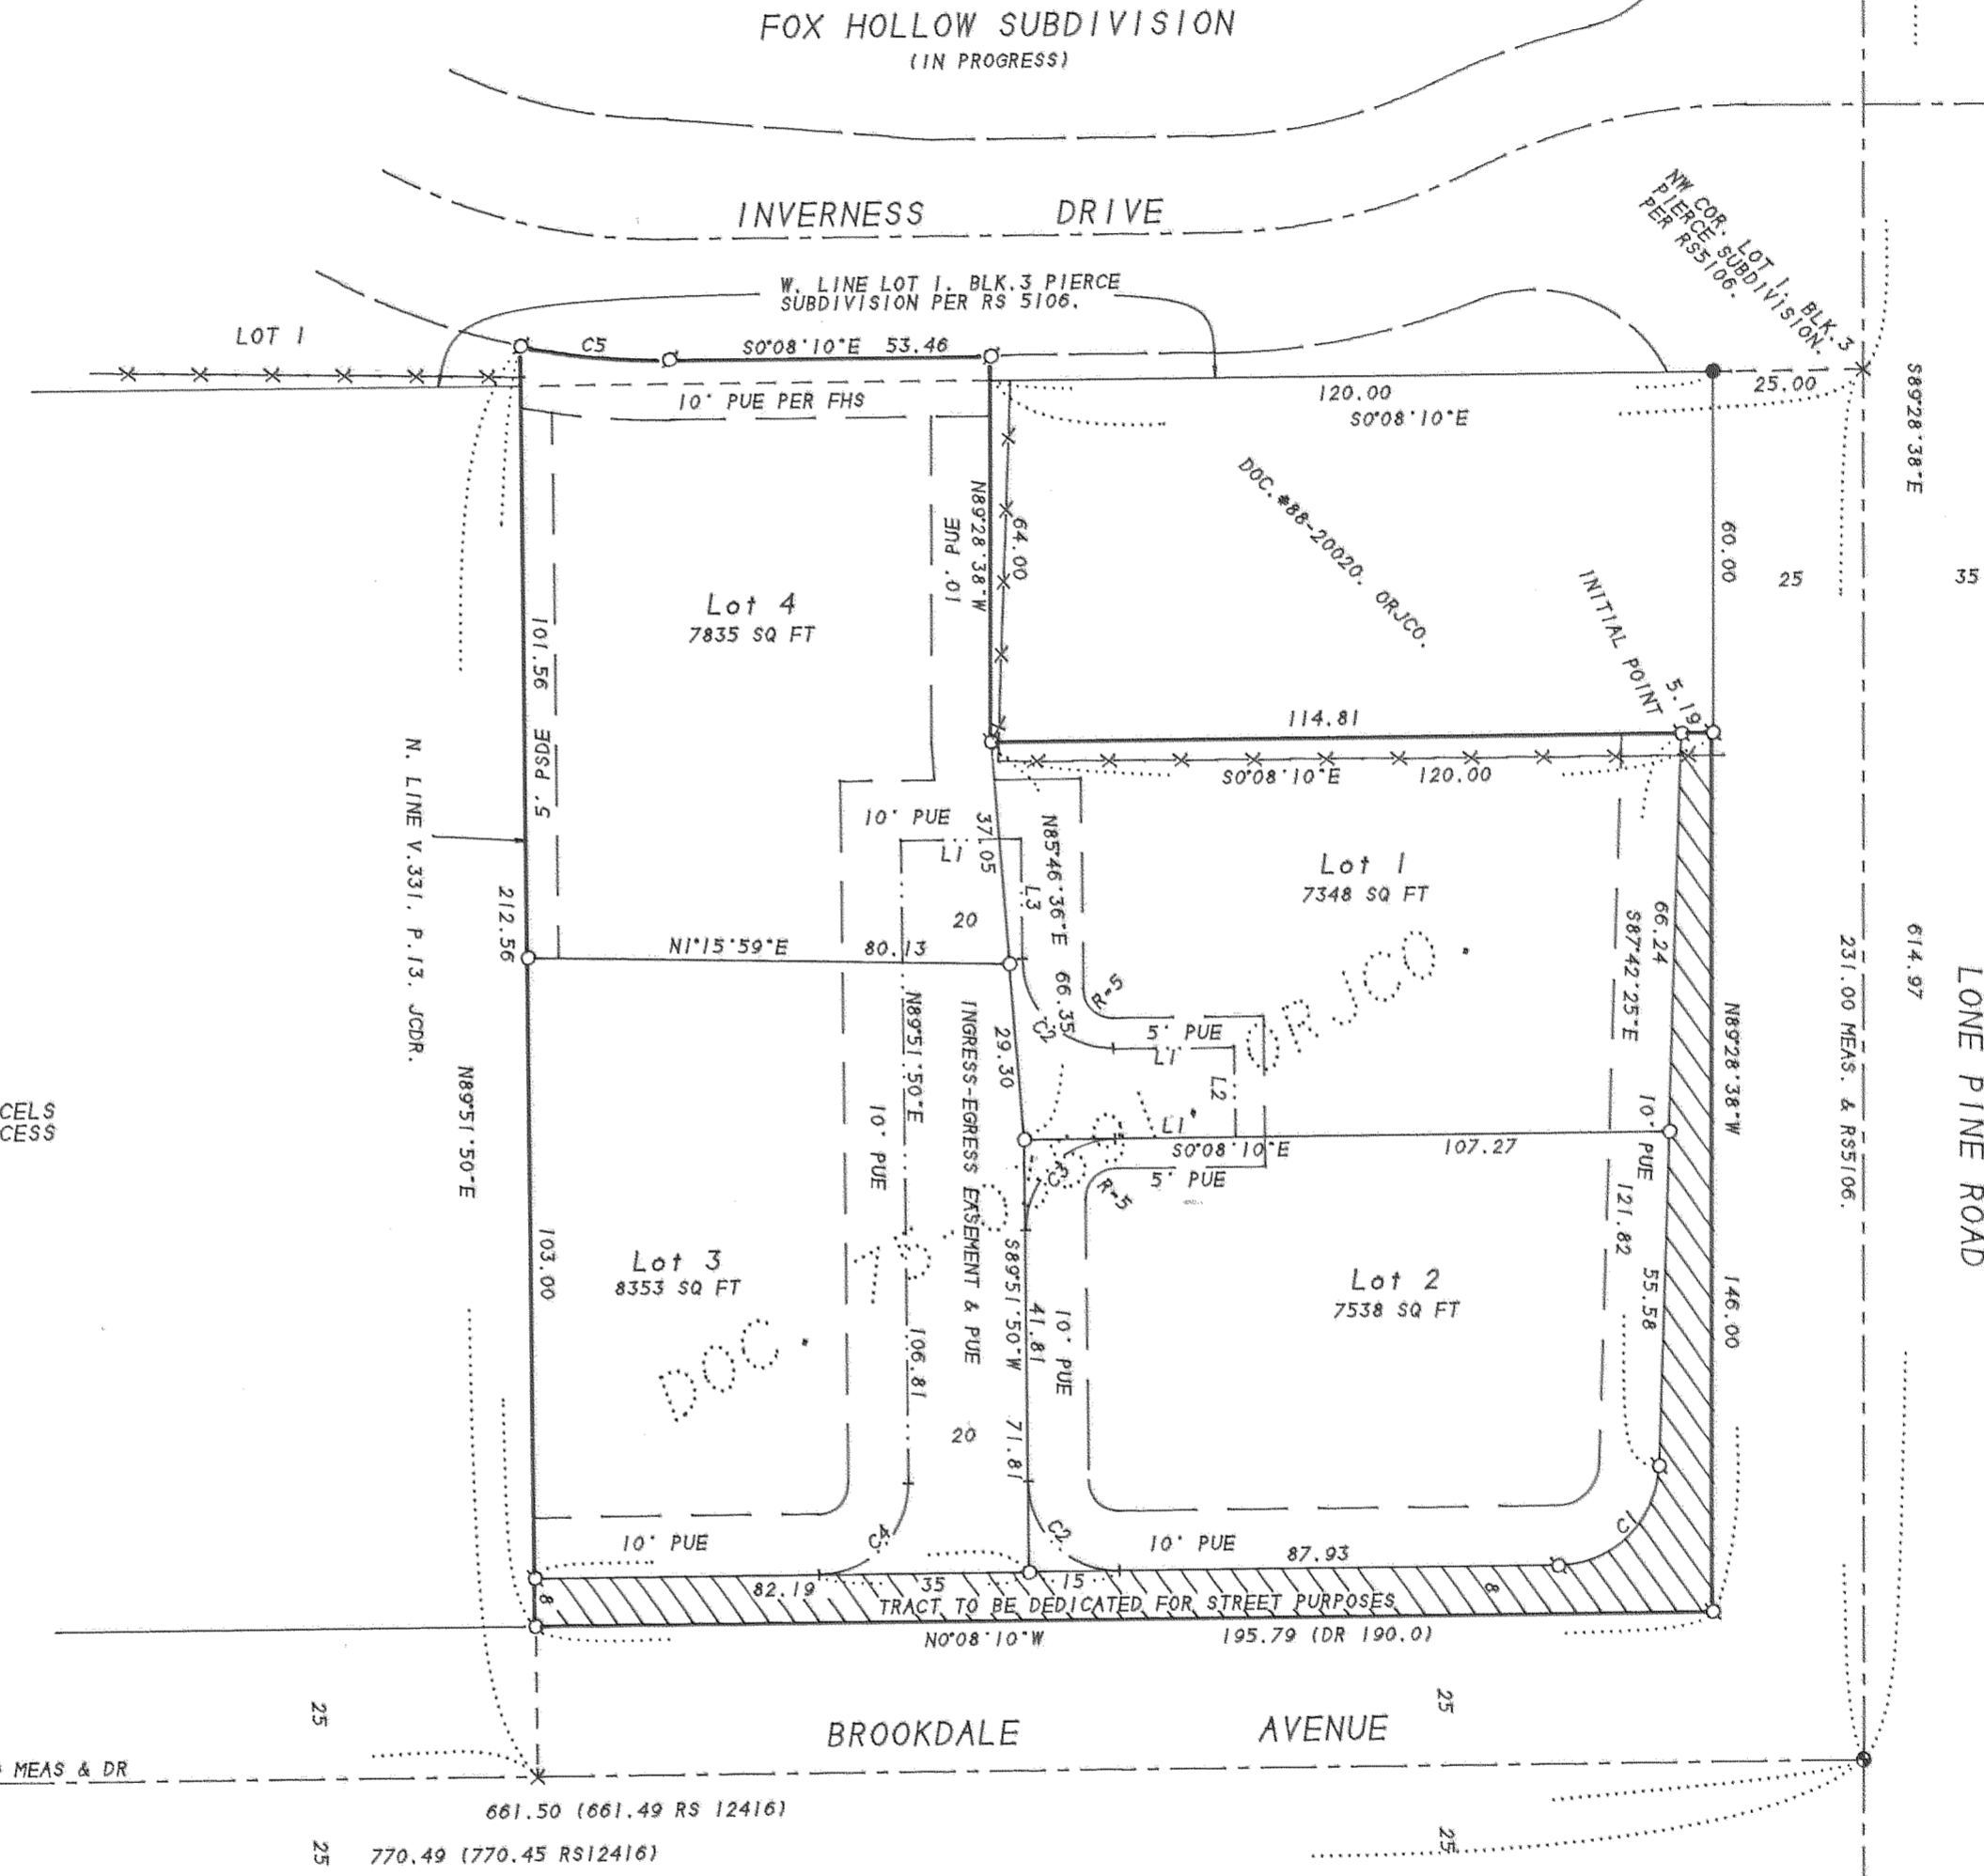 FOX HOLLOW SUBDIVISION
(IN PROGRESS)
INVERNESS DRIVE
NW COR. LOT 1, BLK.3
PIERCE SUBDIVISION.
PER RS5106.
W. LINE LOT 1, BLK.3 PIERCE
SUBDIVISION PER RS 5106.
LOT 1
C5
S0°08'10"E 53.46
10' PUE PER FHS
120.00
S0°08'10"E
25.00
S89°28'38"E
N89°28'38"W
10' PUE
64.00
DOC.#88-20020, ORJCO.
60.00
25
35
Lot 4
7835 SQ FT
INITIAL POINT
5.19
101.56
5' PSDE
114.81
S0°08'10"E
120.00
N. LINE V.331, P.13, JCDR.
212.56
10' PUE
L1
37.05
L3
N85°46'36"E 66.35
20
Lot 1
7348 SQ FT
66.24
S87°42'25"E
N1°15'59"E
80.13
231.00 MEAS. & RS5106.
614.97
LONE PINE ROAD
N89°28'38"W
146.00
R=5
C2
5' PUE
L1
L2
29.30
N89°51'50"E
INGRESS-EGRESS EASEMENT & PUE
10' PUE
CELS
CESS
N89°51'50"E
L1
S0°08'10"E
107.27
10' PUE
121.82
C3
R=5
5' PUE
ORJCO.
DOC.
103.00
Lot 3
8353 SQ FT
106.81
S89°51'50"W
41.81
10' PUE
71.81
Lot 2
7538 SQ FT
55.58
20
10' PUE
C4
C2
10' PUE
87.93
C1
8
82.19
35
15
8
TRACT TO BE DEDICATED FOR STREET PURPOSES
N0°08'10"W
195.79 (DR 190.0)
25
BROOKDALE AVENUE
25
MEAS & DR
661.50 (661.49 RS 12416)
25
770.49 (770.45 RS12416)
25